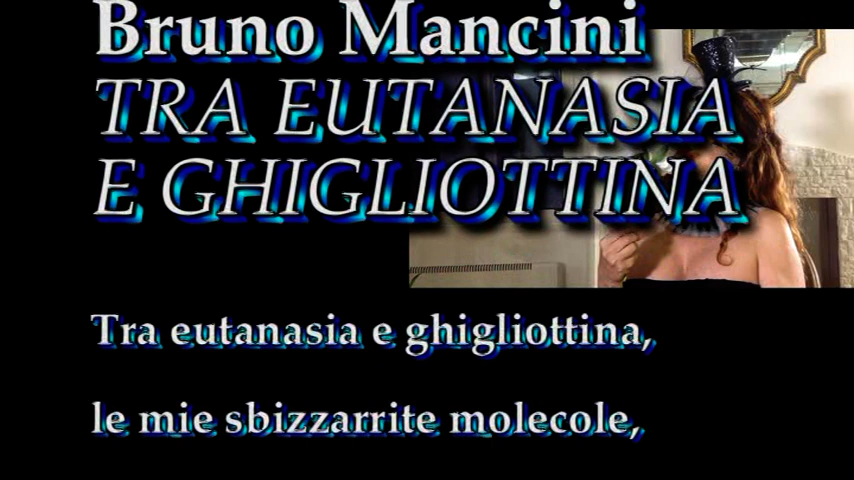 Bruno Mancini
TRA EUTANASIA
E GHIGLIOTTINA
Tra eutanasia e ghigliottina,
le mie sbizzarrite molecole,